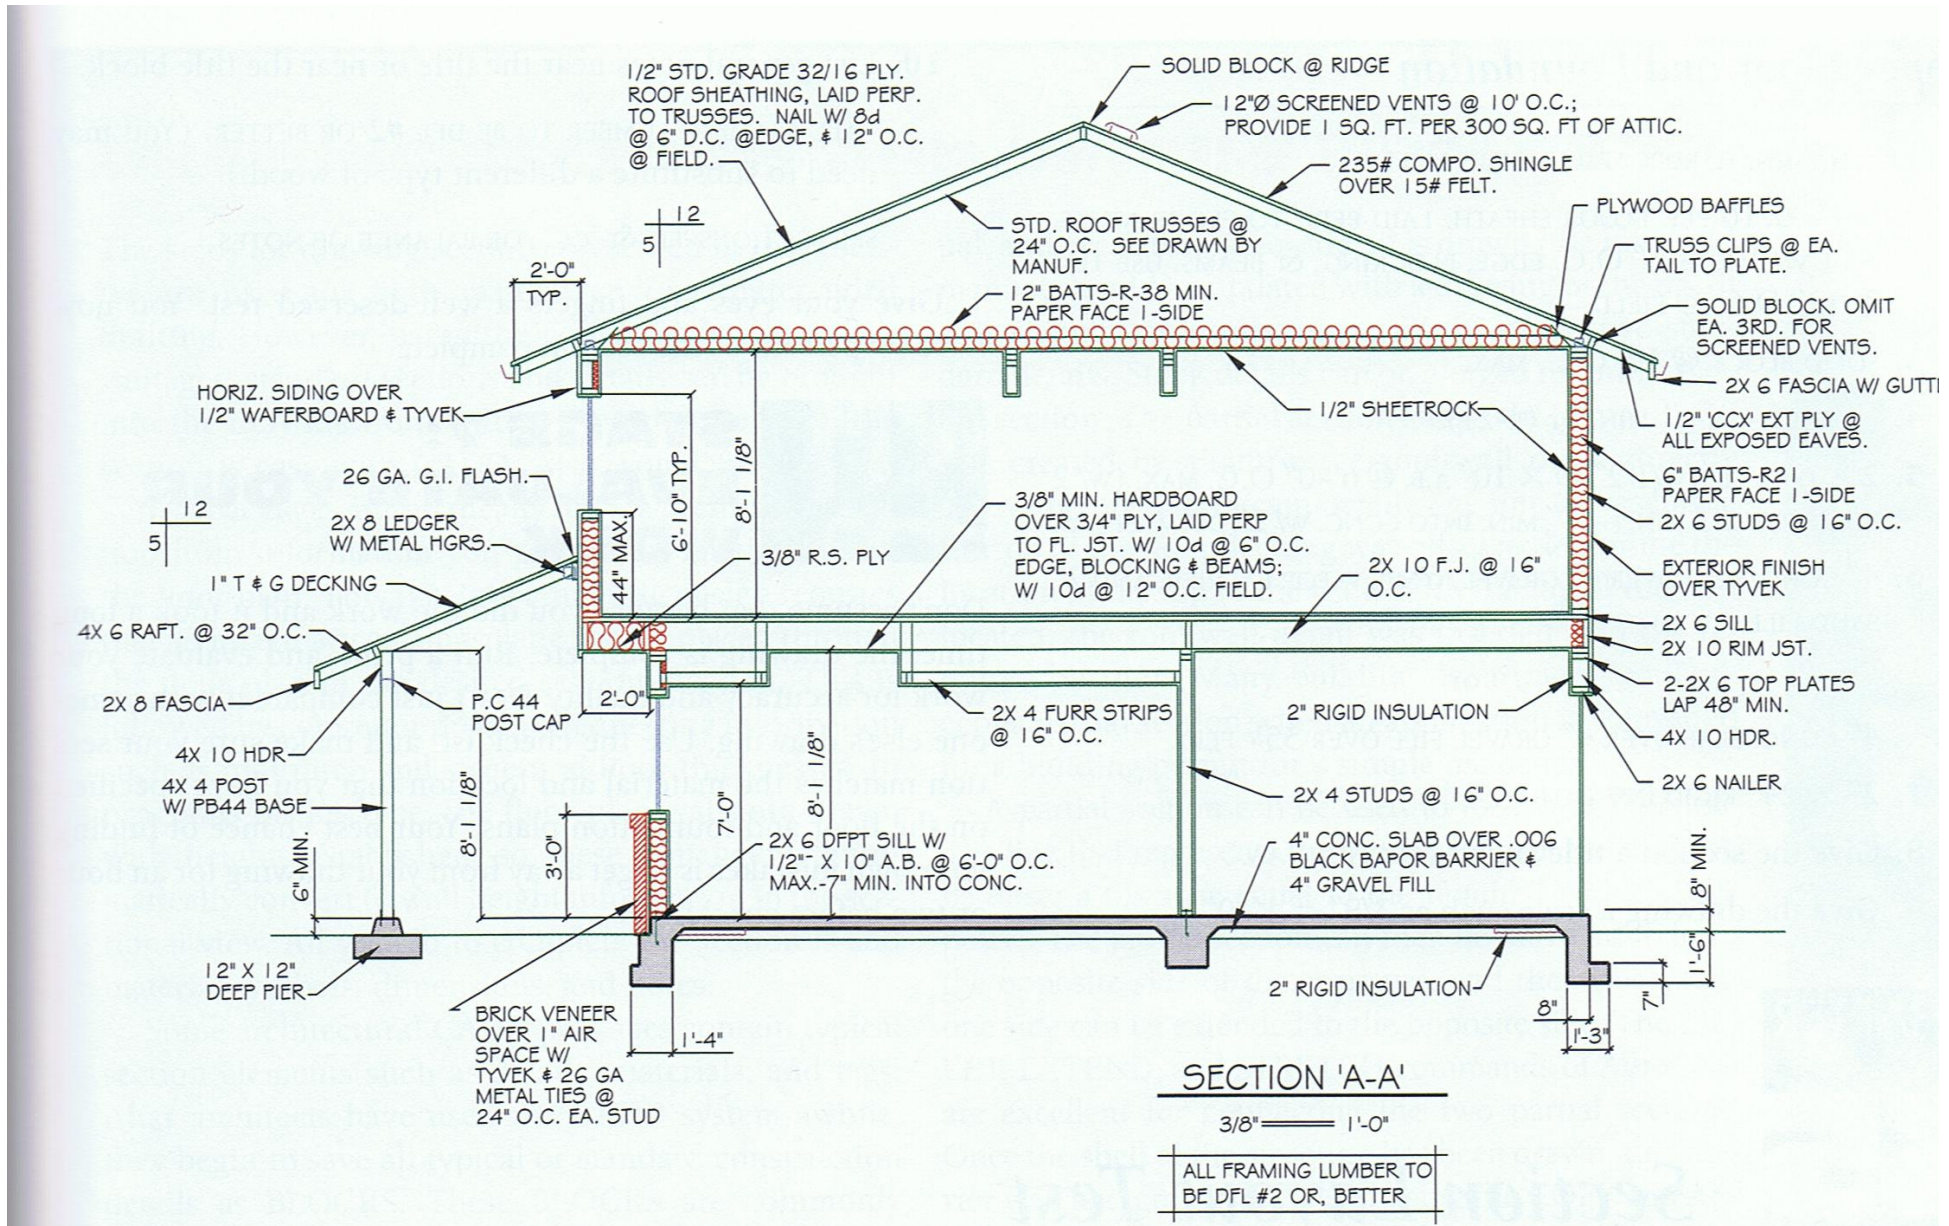 1/2" STD. GRADE 32/16 PLY.
ROOF SHEATHING, LAID PERP.
TO TRUSSES. NAIL W/ 8d
@ 6" D.C. @EDGE, & 12" O.C.
@ FIELD.
SOLID BLOCK @ RIDGE
12"Ø SCREENED VENTS @ 10' O.C.;
PROVIDE 1 SQ. FT. PER 300 SQ. FT OF ATTIC.
235# COMPO. SHINGLE
OVER 15# FELT.
12
5
2'-0"
TYP.
STD. ROOF TRUSSES @
24" O.C. SEE DRAWN BY
MANUF.
12" BATTS-R-38 MIN.
PAPER FACE 1-SIDE
PLYWOOD BAFFLES
TRUSS CLIPS @ EA.
TAIL TO PLATE.
SOLID BLOCK. OMIT
EA. 3RD. FOR
SCREENED VENTS.
2X 6 FASCIA W/ GUTT
1/2" 'CCX' EXT PLY @
ALL EXPOSED EAVES.
HORIZ. SIDING OVER
1/2" WAFERBOARD & TYVEK
1/2" SHEETROCK
6'-10" TYP.
8'-1 1/8"
26 GA. G.I. FLASH.
12
5
2X 8 LEDGER
W/ METAL HGRS.
44" MAX.
3/8" R.S. PLY
3/8" MIN. HARDBOARD
OVER 3/4" PLY, LAID PERP
TO FL. JST. W/ 10d @ 6" O.C.
EDGE, BLOCKING & BEAMS;
W/ 10d @ 12" O.C. FIELD.
2X 10 F.J. @ 16"
O.C.
6" BATTS-R21
PAPER FACE 1-SIDE
2X 6 STUDS @ 16" O.C.
EXTERIOR FINISH
OVER TYVEK
2X 6 SILL
2X 10 RIM JST.
2-2X 6 TOP PLATES
LAP 48" MIN.
4X 10 HDR.
2X 6 NAILER
1" T & G DECKING
4X 6 RAFT. @ 32" O.C.
2X 8 FASCIA
P.C 44
POST CAP
2'-0"
4X 10 HDR
4X 4 POST
W/ PB44 BASE
2X 4 FURR STRIPS
@ 16" O.C.
2" RIGID INSULATION
2X 4 STUDS @ 16" O.C.
6" MIN.
8'-1 1/8"
3'-0"
7'-0"
8'-1 1/8"
2X 6 DFPT SILL W/
1/2"- X 10" A.B. @ 6'-0" O.C.
MAX.-7" MIN. INTO CONC.
4" CONC. SLAB OVER .006
BLACK BAPOR BARRIER &
4" GRAVEL FILL
8" MIN.
1'-6"
7"
8"
1'-3"
2" RIGID INSULATION
12" X 12"
DEEP PIER
BRICK VENEER
OVER 1" AIR
SPACE W/
TYVEK & 26 GA
METAL TIES @
24" O.C. EA. STUD
1'-4"
SECTION 'A-A'
3/8" 1'-0"
ALL FRAMING LUMBER TO
BE DFL #2 OR, BETTER